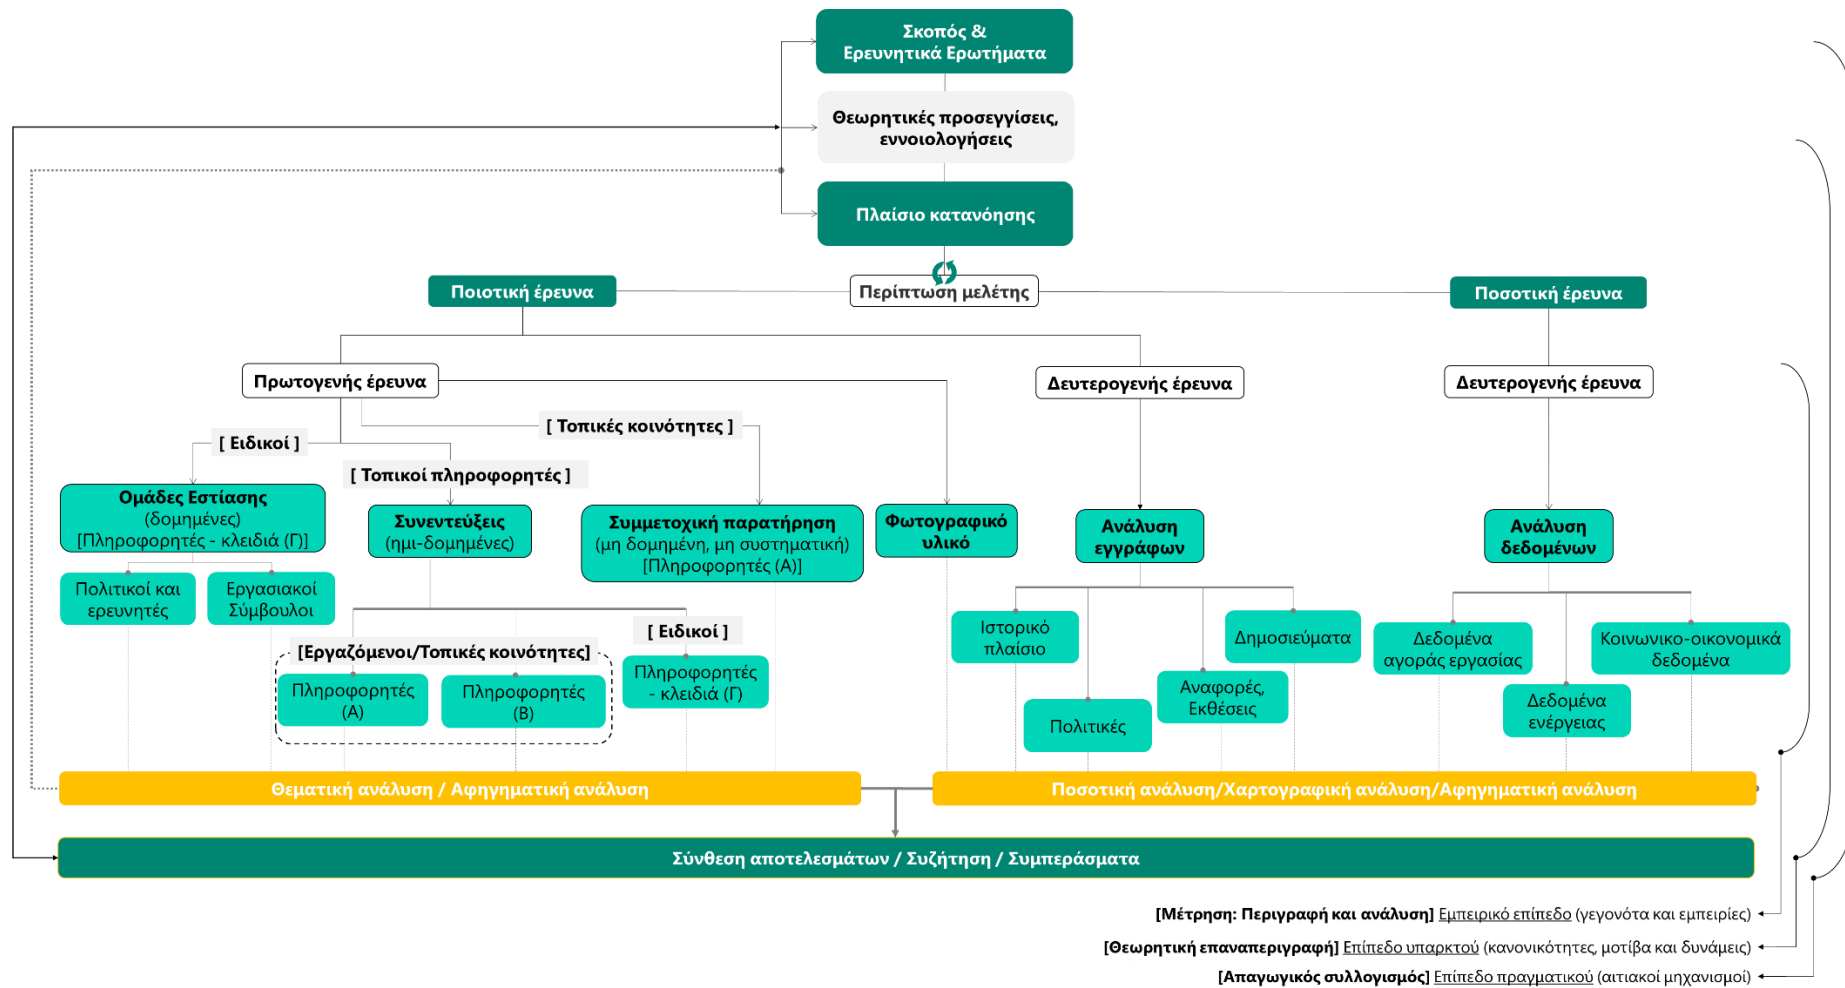 Σκοπός &
Ερευνητικά Ερωτήματα
Θεωρητικές προσεγγίσεις,
εννοιολογήσεις
Πλαίσιο κατανόησης
Ποιοτική έρευνα
Περίπτωση μελέτης
Ποσοτική έρευνα
Πρωτογενής έρευνα
Δευτερογενής έρευνα
Δευτερογενής έρευνα
[ Ειδικοί ]
[ Τοπικές κοινότητες ]
[ Τοπικοί πληροφορητές ]
Ομάδες Εστίασης
(δομημένες)
[Πληροφορητές - κλειδιά (Γ)]
Συνεντεύξεις
(ημι-δομημένες)
Συμμετοχική παρατήρηση
(μη δομημένη, μη συστηματική)
[Πληροφορητές (Α)]
Φωτογραφικό
υλικό
Ανάλυση
εγγράφων
Ανάλυση
δεδομένων
Πολιτικοί και
ερευνητές
Εργασιακοί
Σύμβουλοι
[Εργαζόμενοι/Τοπικές κοινότητες]
Πληροφορητές
(Α)
Πληροφορητές
(Β)
[ Ειδικοί ]
Πληροφορητές
- κλειδιά (Γ)
Ιστορικό
πλαίσιο
Πολιτικές
Αναφορές,
Εκθέσεις
Δημοσιεύματα
Δεδομένα
αγοράς εργασίας
Δεδομένα
ενέργειας
Κοινωνικο-οικονομικά
δεδομένα
Θεματική ανάλυση / Αφηγηματική ανάλυση
Ποσοτική ανάλυση/Χαρτογραφική ανάλυση/Αφηγηματική ανάλυση
Σύνθεση αποτελεσμάτων / Συζήτηση / Συμπεράσματα
[Μέτρηση: Περιγραφή και ανάλυση] Εμπειρικό επίπεδο (γεγονότα και εμπειρίες)
[Θεωρητική επαναπεριγραφή] Επίπεδο υπαρκτού (κανονικότητες, μοτίβα και δυνάμεις)
[Απαγωγικός συλλογισμός] Επίπεδο πραγματικού (αιτιακοί μηχανισμοί)